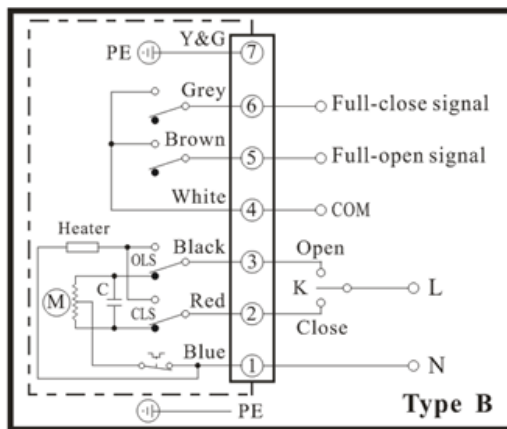 Y&G
PE 7
Grey
6 Full-close signal
Brown
5 Full-open signal
White
4 COM
Heater
Black Open
OLS 3
C K L
M Red
CLS 2
Close
Blue
1 N
PE Type B